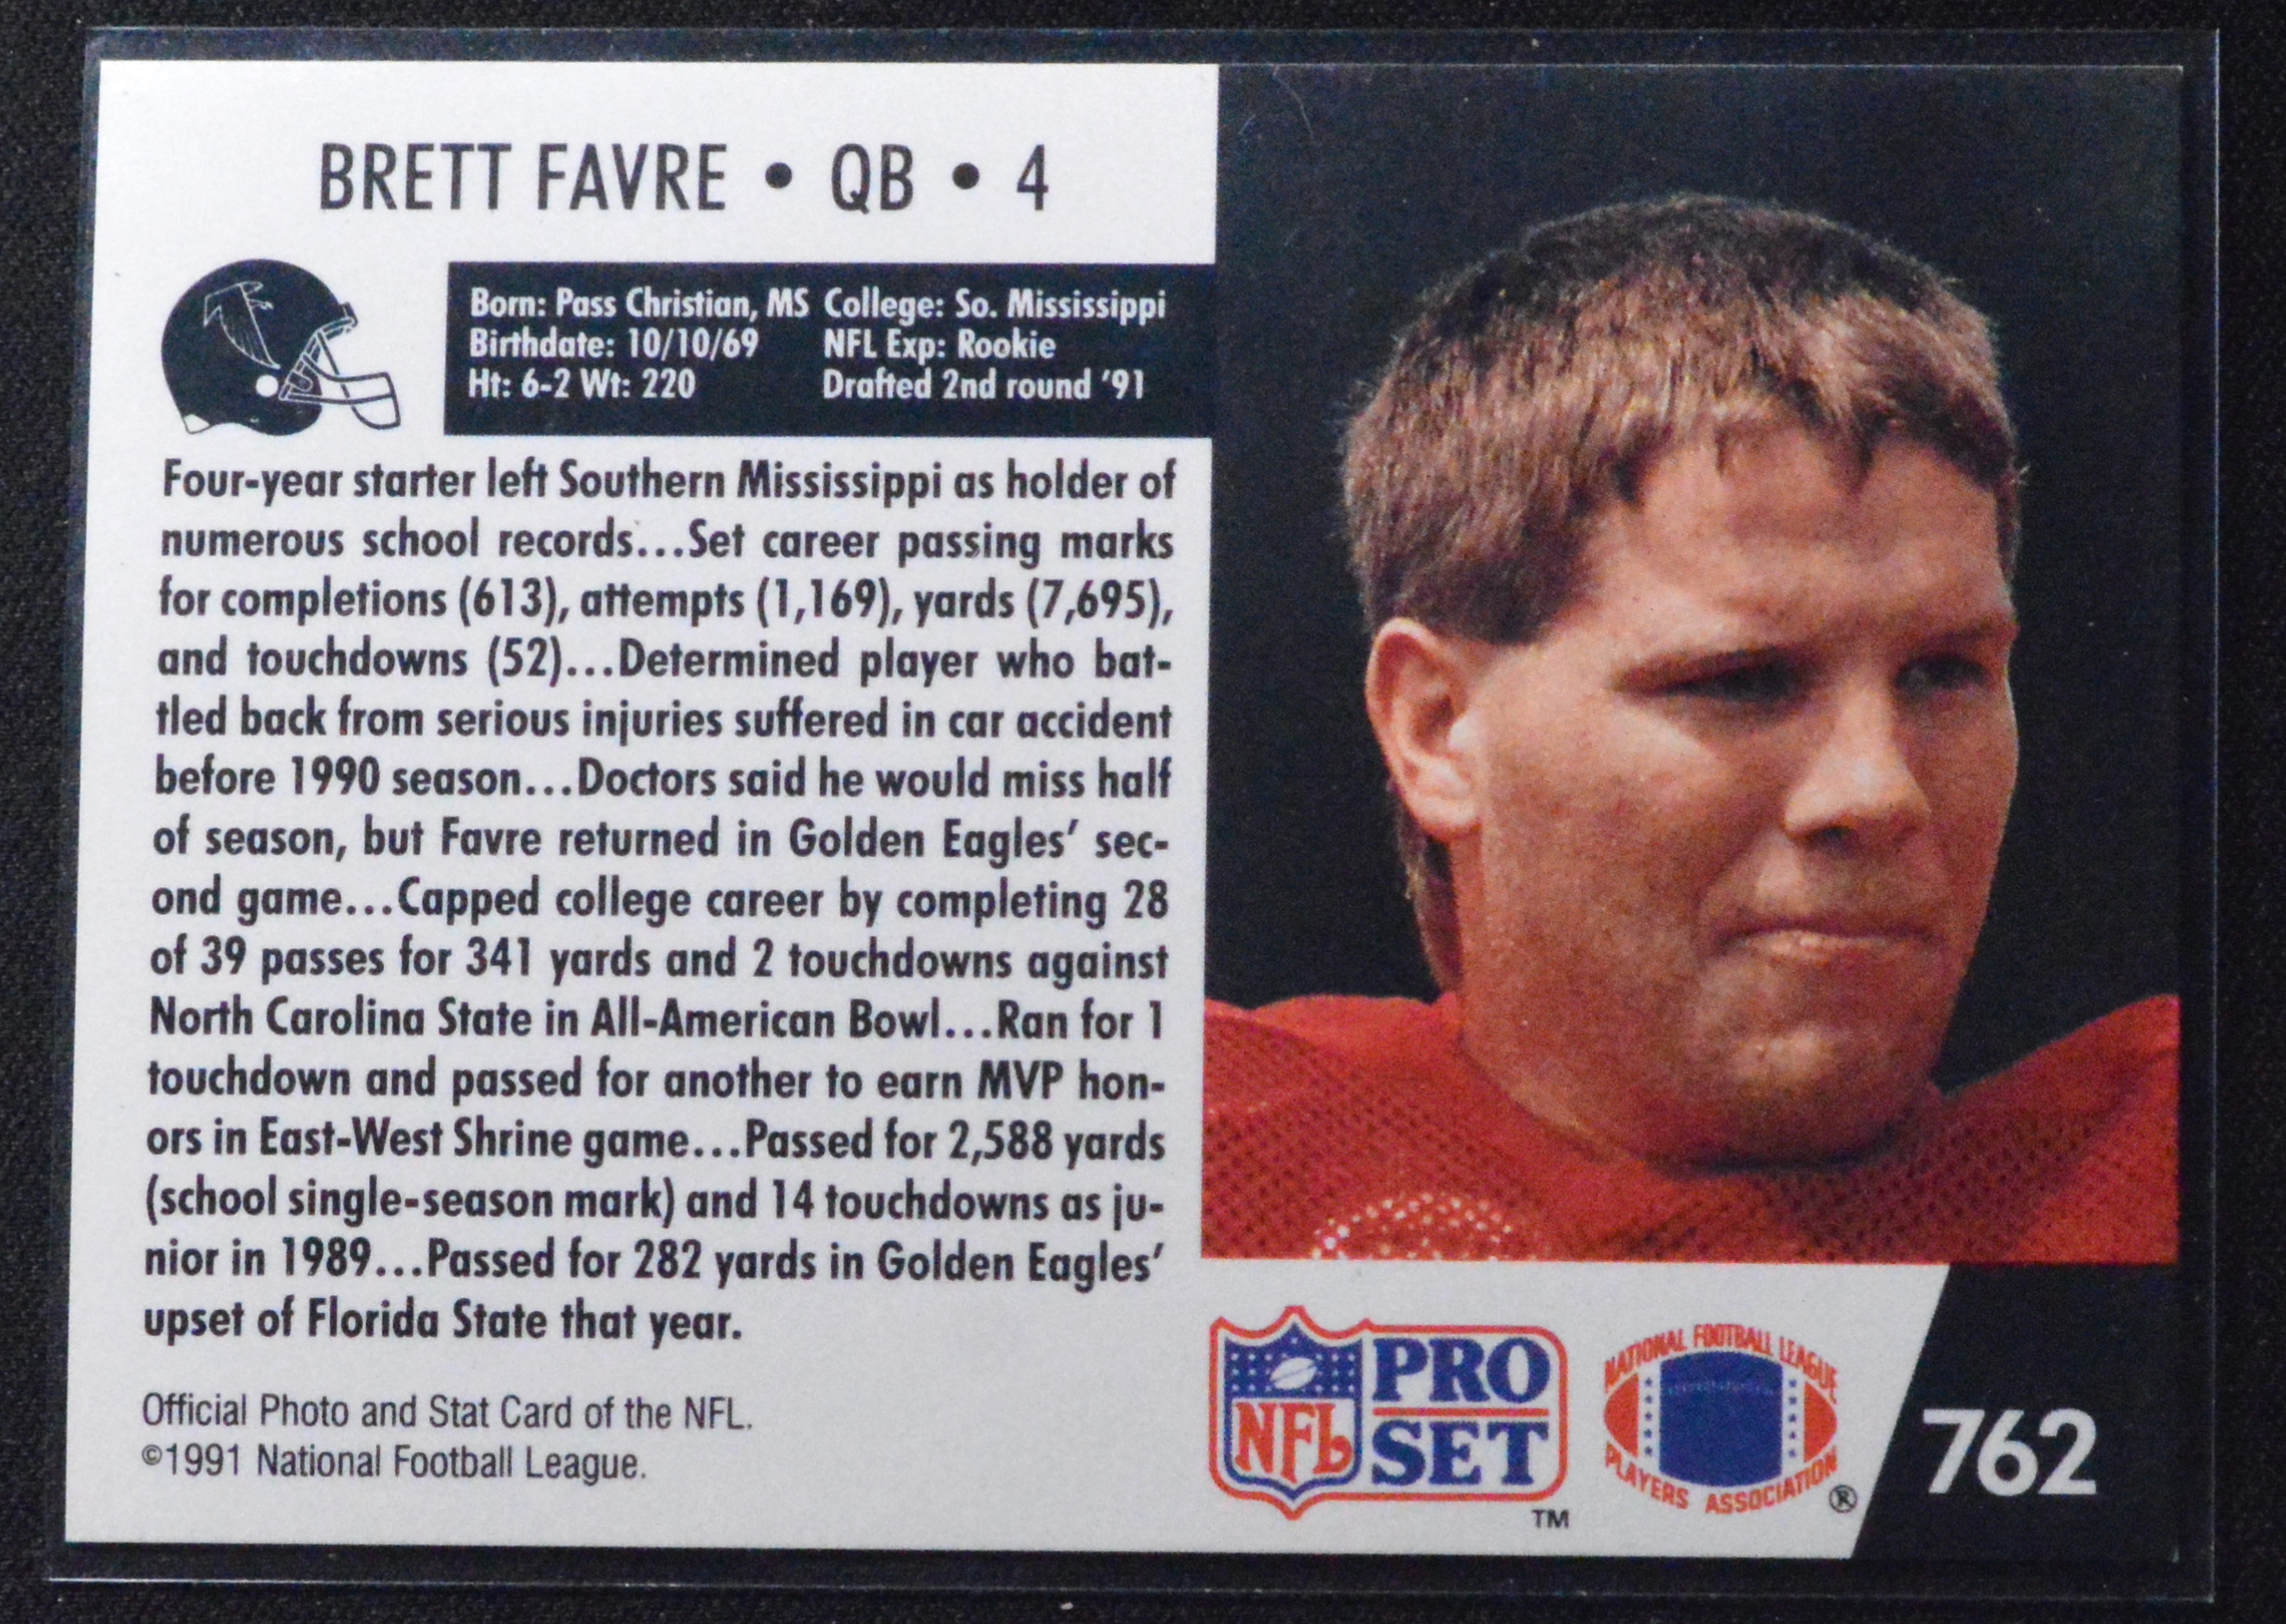 BRETT FAVRE • QB • 4
Born: Pass Christian, MS College: So. Mississippi
Birthdate: 10/10/69 NFL Exp: Rookie
Ht: 6-2 Wt: 220 Drafted 2nd round '91
Four-year starter left Southern Mississippi as holder of
numerous school records...Set career passing marks
for completions (613), attempts (1,169), yards (7,695),
and touchdowns (52)...Determined player who bat-
tled back from serious injuries suffered in car accident
before 1990 season...Doctors said he would miss half
of season, but Favre returned in Golden Eagles' sec-
ond game...Capped college career by completing 28
of 39 passes for 341 yards and 2 touchdowns against
North Carolina State in All-American Bowl...Ran for 1
touchdown and passed for another to earn MVP hon-
ors in East-West Shrine game...Passed for 2,588 yards
(school single-season mark) and 14 touchdowns as ju-
nior in 1989...Passed for 282 yards in Golden Eagles'
upset of Florida State that year.
Official Photo and Stat Card of the NFL.
©1991 National Football League.
NFL PRO
SET
TM
NATIONAL FOOTBALL LEAGUE
PLAYERS ASSOCIATION
®
762